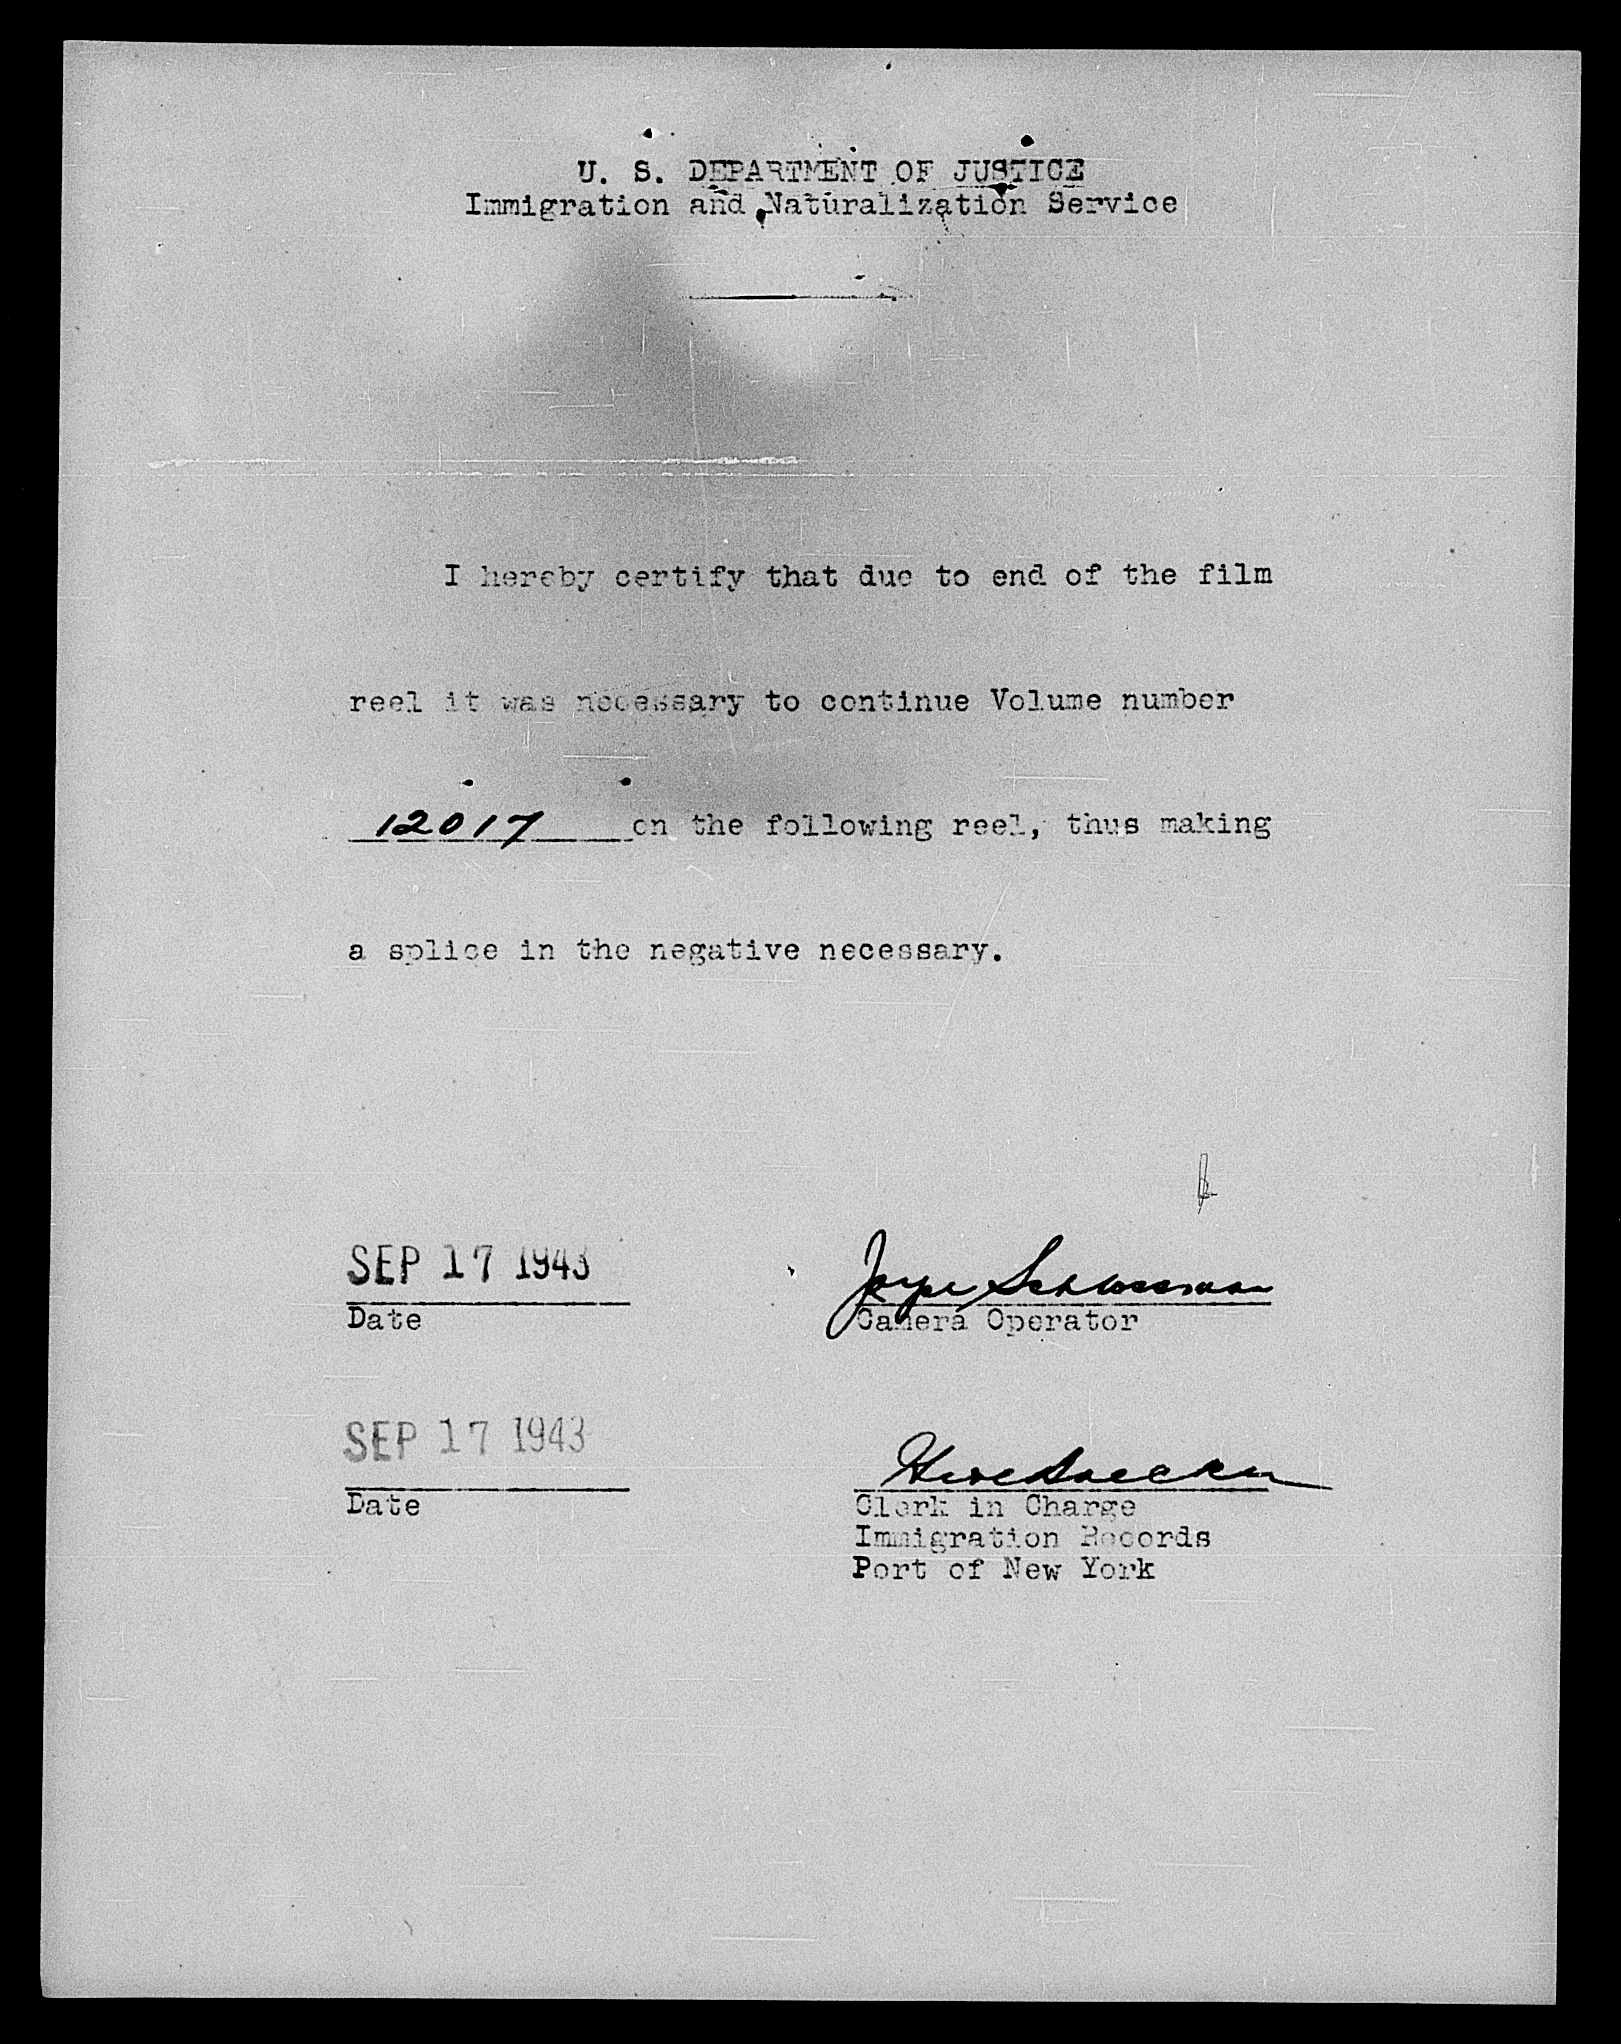 U. S. DEPARTMENT OF JUSTICE
Immigration and Naturalization Service
I hereby certify that due to end of the film
reel it was necessary to continue Volume number
12017 on the following reel, thus making
a splice in the negative necessary.
SEP 17 1943
Date
Camera Operator
SEP 17 1943
Date
Clerk in Charge
Immigration Records
Port of New York